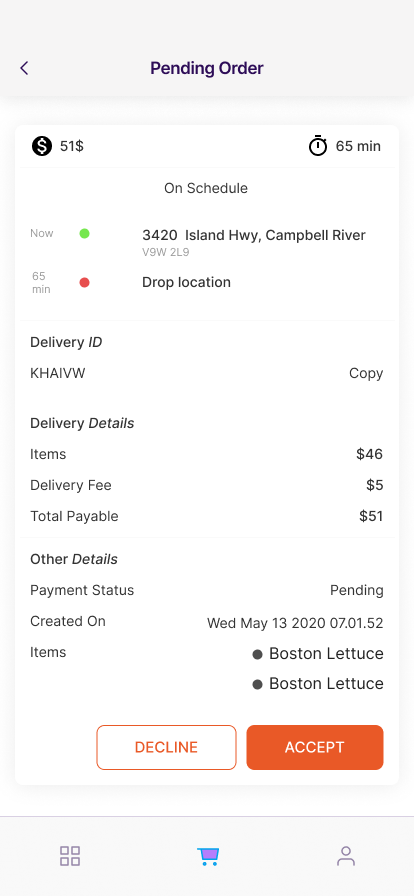 Pending Order
51$
65 min
On Schedule
Now
3420 Island Hwy, Campbell River
V9W 2L9
65
min
Drop location
Delivery ID
KHAIVW
Copy
Delivery Details
Items
$46
Delivery Fee
$5
Total Payable
$51
Other Details
Payment Status
Pending
Created On
Wed May 13 2020 07.01.52
Items
Boston Lettuce
Boston Lettuce
DECLINE
ACCEPT